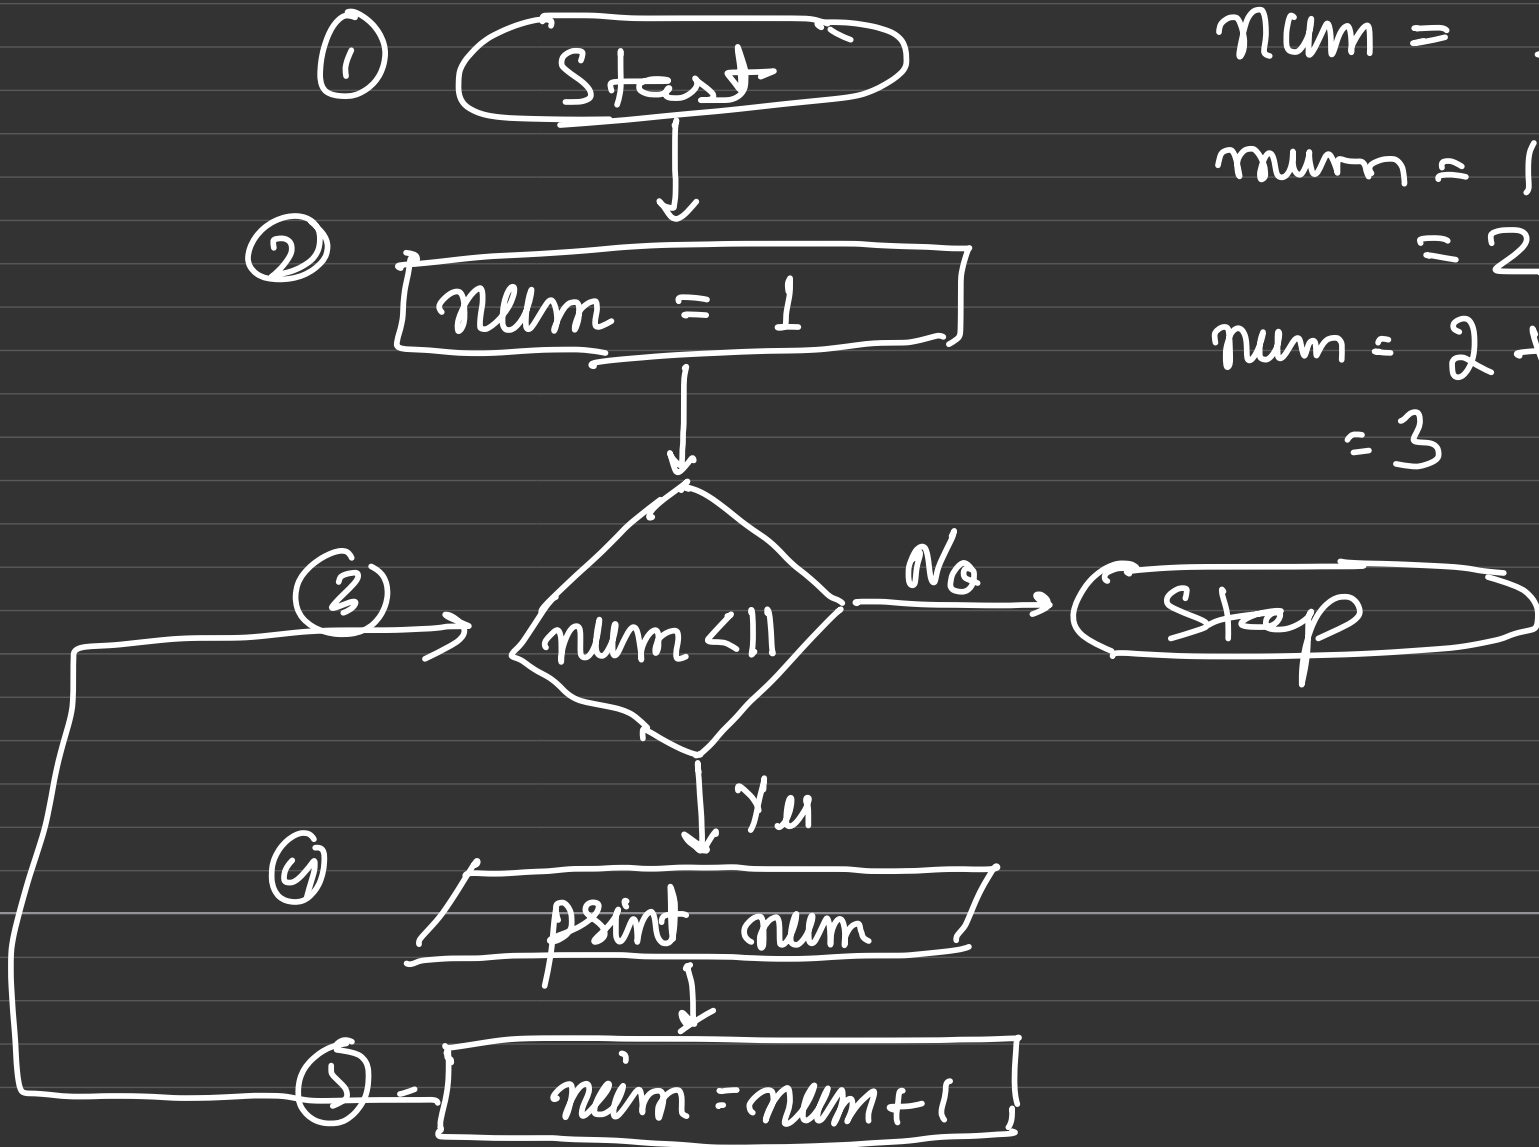 ① Start
num =
num = 1
② num = 1
= 2
num = 2 +
= 3
③ num < 11
No
Stop
Yes
④ print num
⑤ - num = num + 1